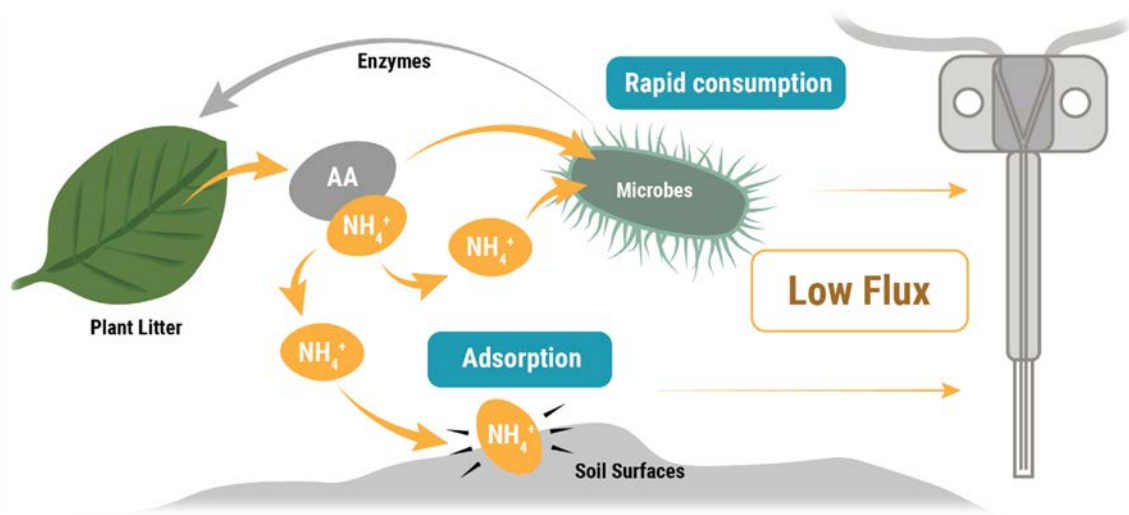 Enzymes
Rapid consumption
AA
NH₄⁺
Microbes
NH₄⁺
Low Flux
Plant Litter
NH₄⁺
Adsorption
NH₄⁺
Soil Surfaces